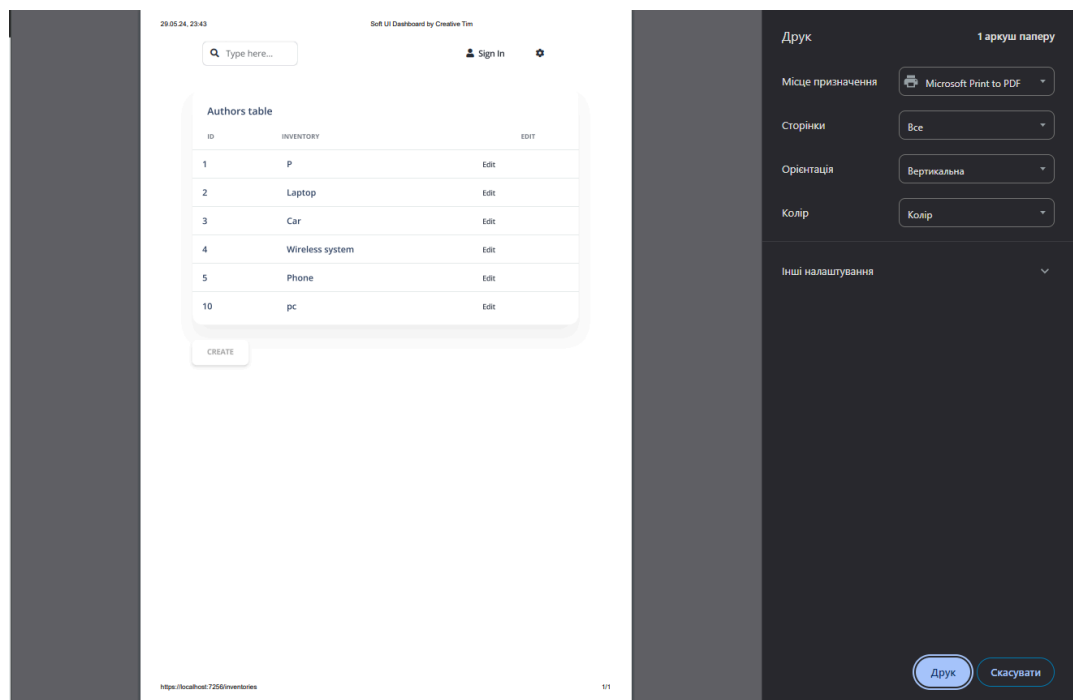 29.05.24, 23:43 Soft UI Dashboard by Creative Tim
Type here... Sign In
Authors table
ID INVENTORY EDIT
1 P Edit
2 Laptop Edit
3 Car Edit
4 Wireless system Edit
5 Phone Edit
10 pc Edit
CREATE
https://localhost:7256/inventories 1/1
Друк 1 аркуш паперу
Місце призначення Microsoft Print to PDF
Сторінки Все
Орієнтація Вертикальна
Колір Колір
Інші налаштування
Друк Скасувати